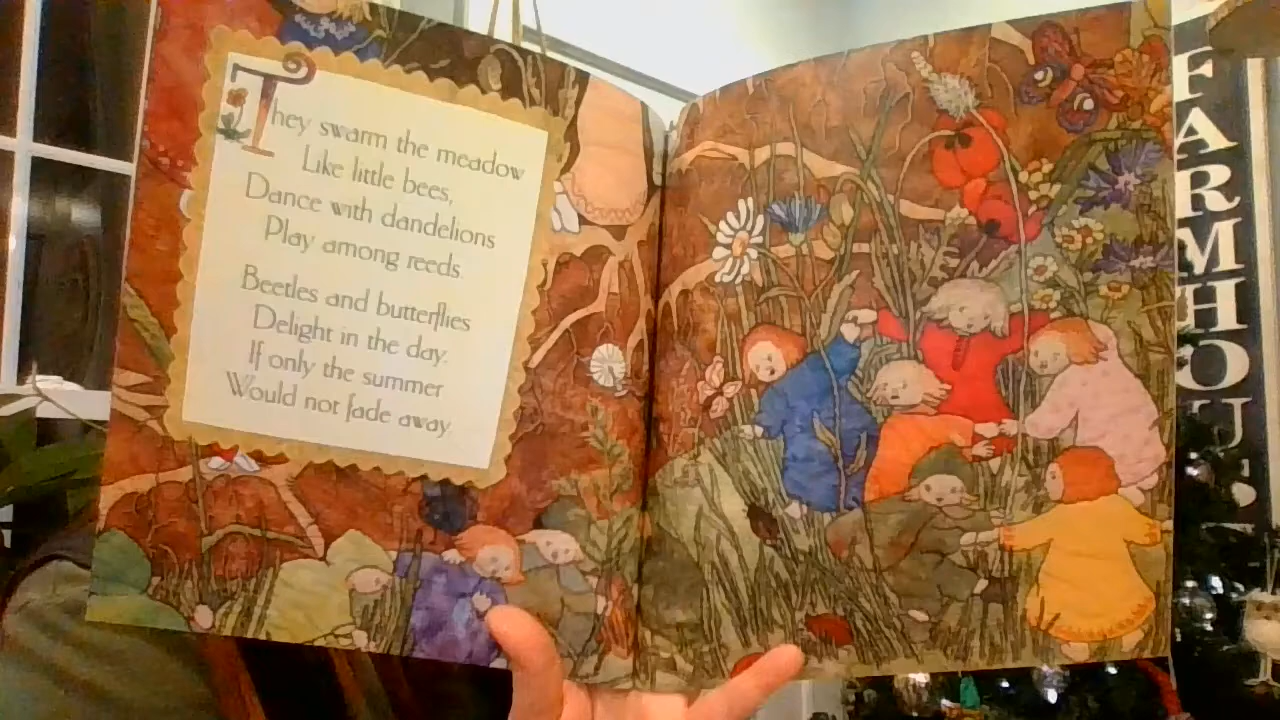 They swarm the meadow
Like little bees,
Dance with dandelions
Play among reeds.
Beetles and butterflies
Delight in the day.
If only the summer
Would not fade away.
FARMHOU